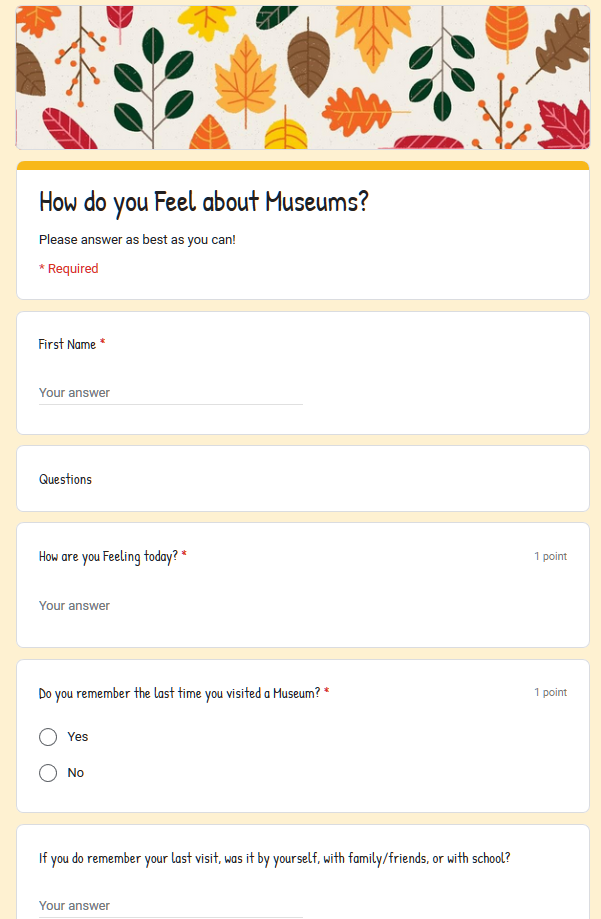 How do you Feel about Museums?
Please answer as best as you can!
* Required
First Name *
Your answer
Questions
How are you Feeling today? *
1 point
Your answer
Do you remember the last time you visited a Museum? *
1 point
Yes
No
If you do remember your last visit, was it by yourself, with family/friends, or with school?
Your answer